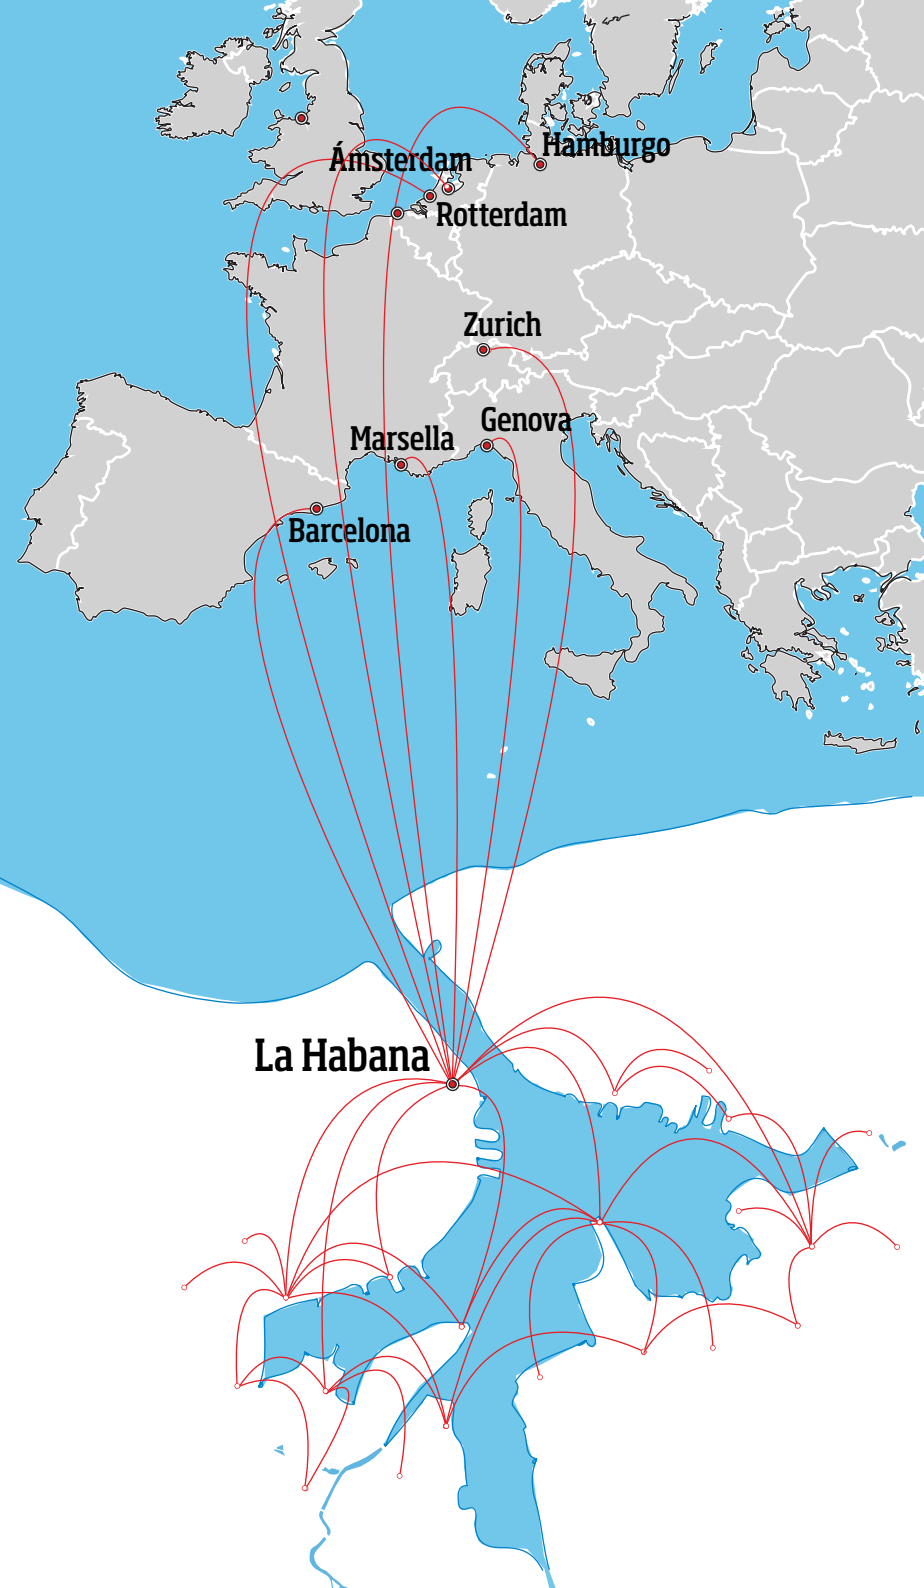 Hamburgo
Ámsterdam
Rotterdam
Zurich
Genova
Marsella
Barcelona
La Habana